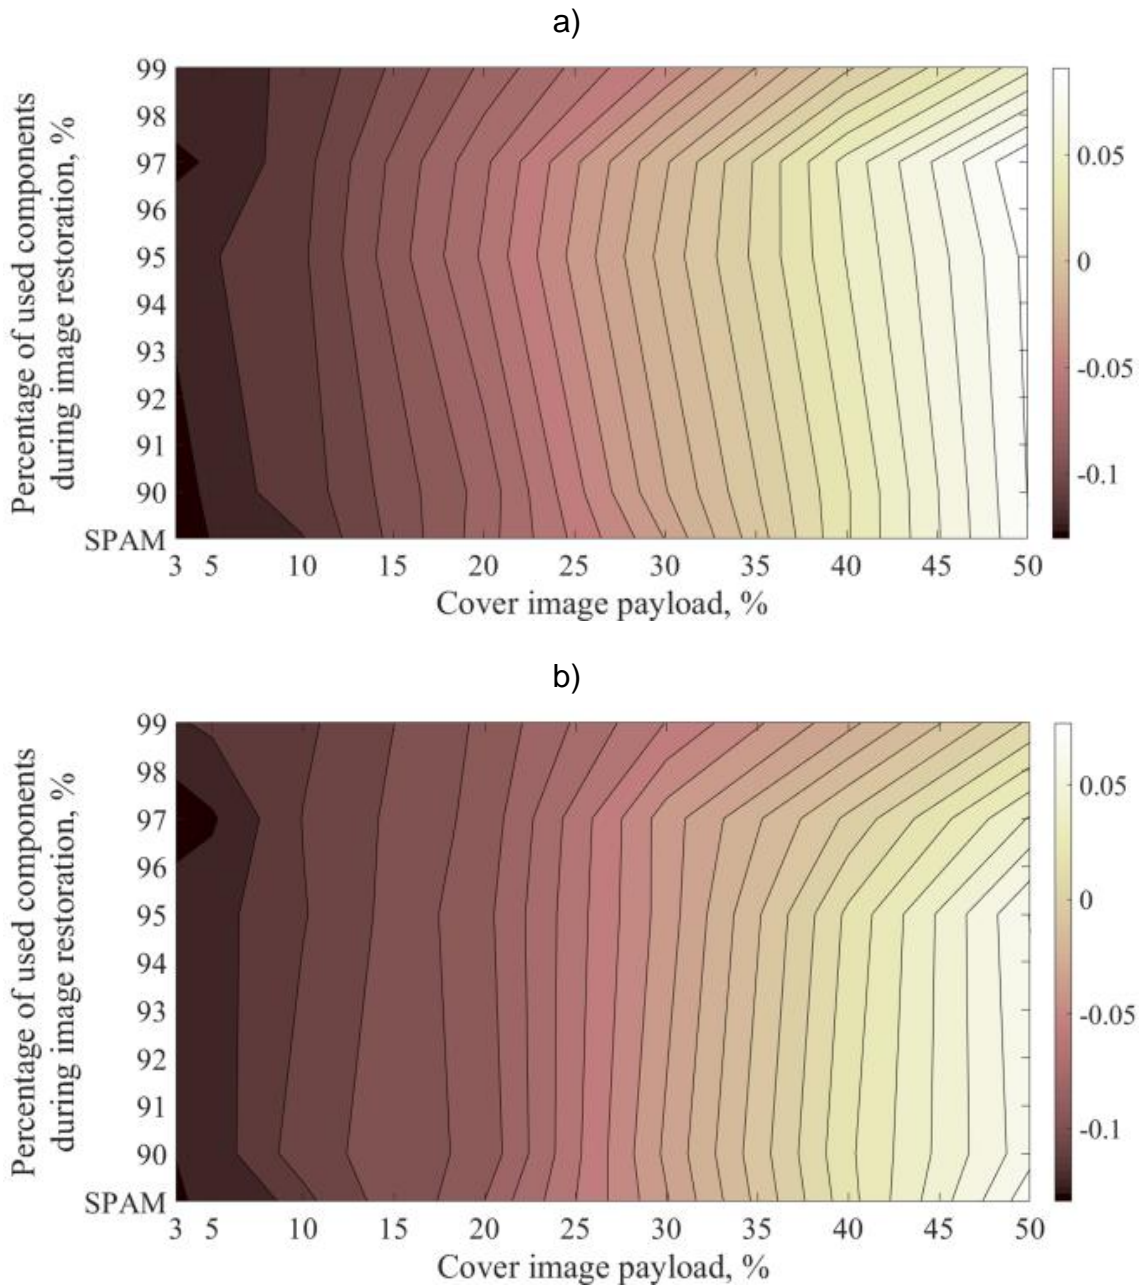 a)
Percentage of used components
during image restoration, %
99
98
97
96
95
94
93
92
91
90
SPAM
3 5 10 15 20 25 30 35 40 45 50
Cover image payload, %
0.05
0
-0.05
-0.1
b)
Percentage of used components
during image restoration, %
99
98
97
96
95
94
93
92
91
90
SPAM
3 5 10 15 20 25 30 35 40 45 50
Cover image payload, %
0.05
0
-0.05
-0.1